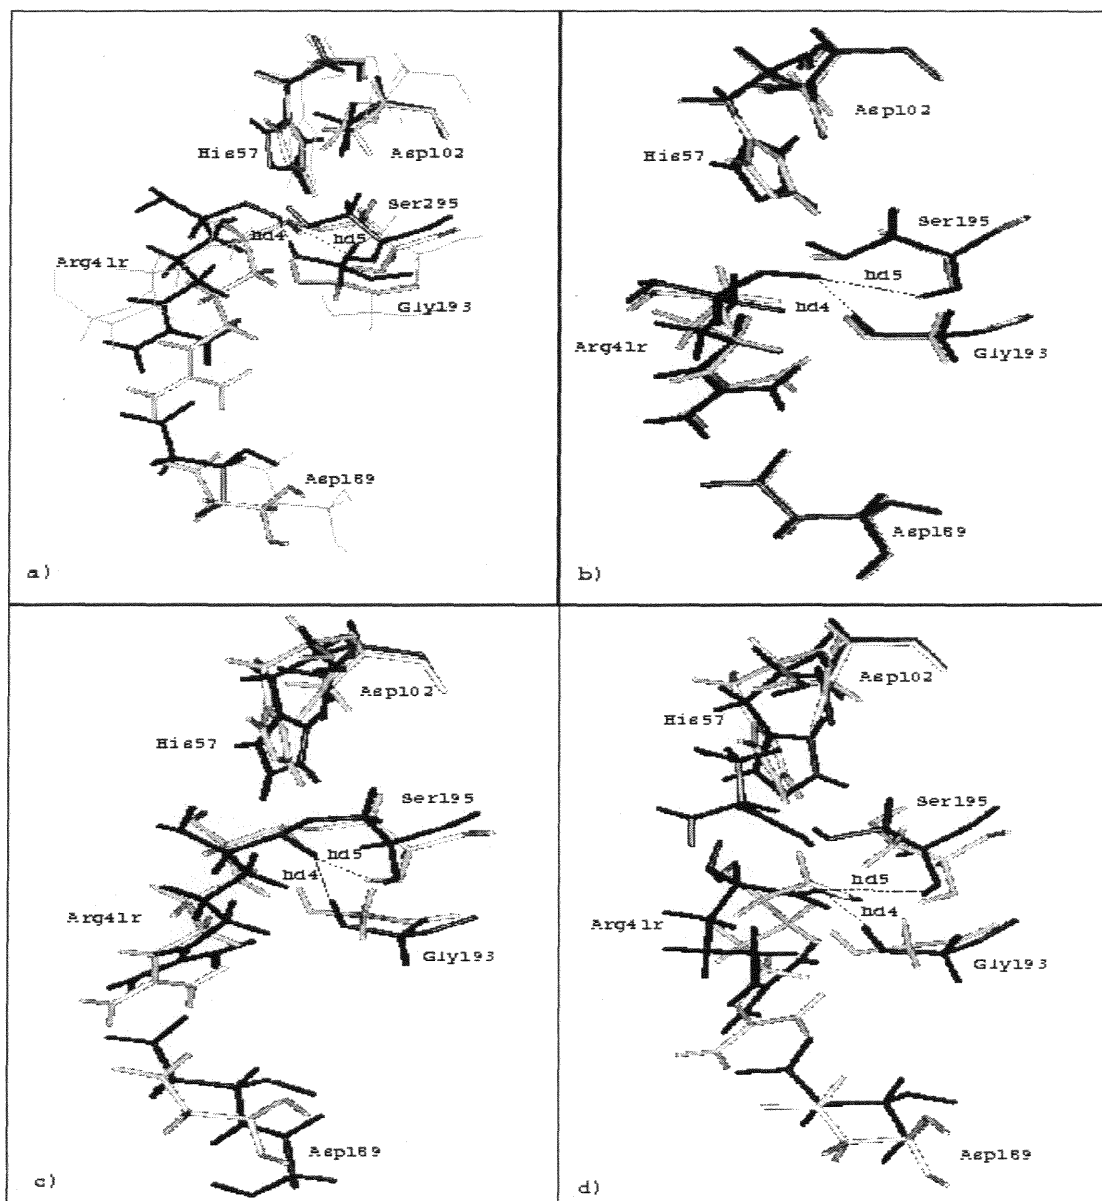 His57
Asp102
Ser295
hd4
hd5
Arg41r
Gly193
Asp189
a)
Asp102
His57
Ser195
hd5
hd4
Arg41r
Gly193
Asp189
b)
Asp102
His57
Ser195
hd5
hd4
Arg41r
Gly193
Asp189
c)
Asp102
His57
Ser195
hd5
hd4
Arg41r
Gly193
Asp189
d)